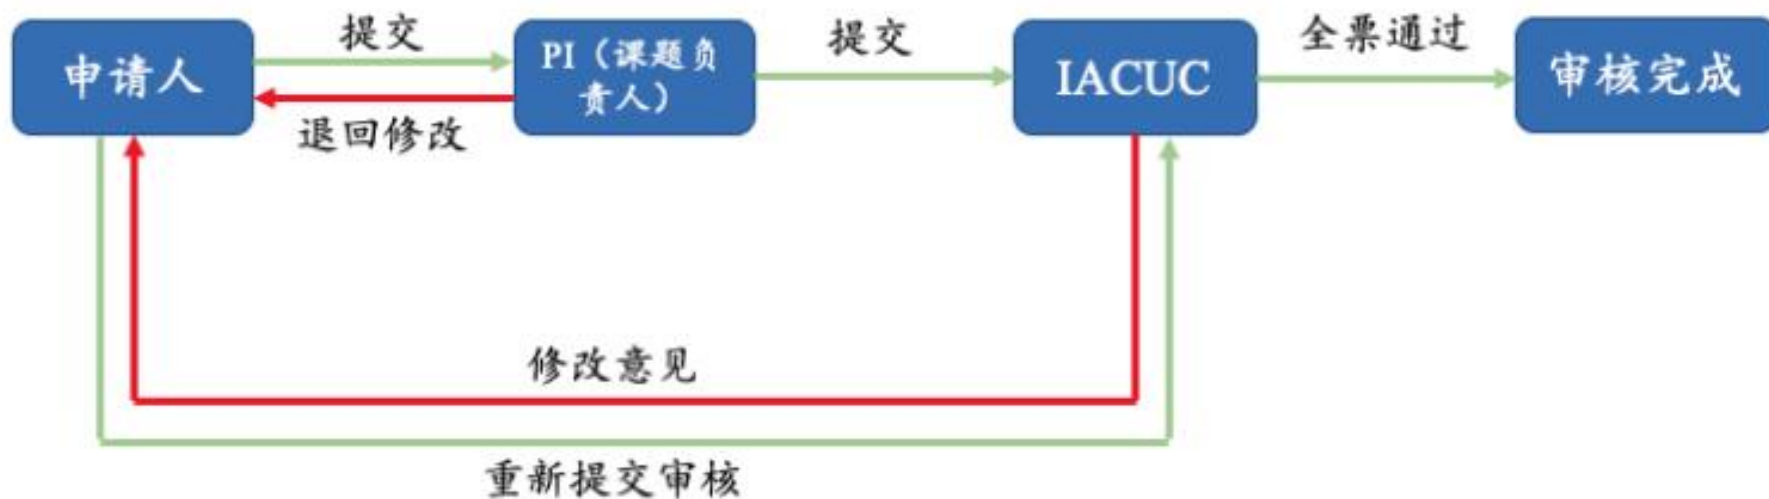 提交
提交
全票通过
申请人
PI（课题负
责人）
IACUC
审核完成
退回修改
修改意见
重新提交审核